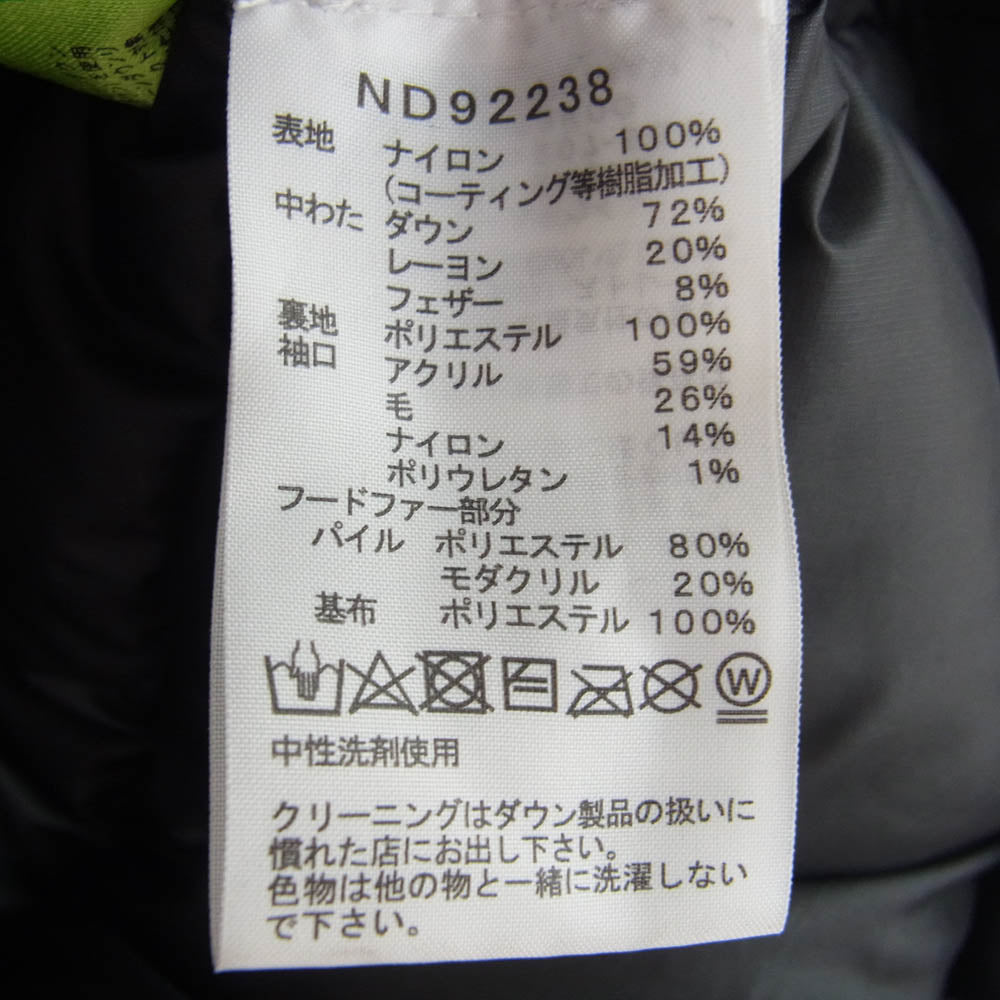 ND92238
表地 ナイロン 100%
(コーティング等樹脂加工)
中わた ダウン 72%
レーヨン 20%
フェザー 8%
裏地 ポリエステル 100%
袖口 アクリル 59%
毛 26%
ナイロン 14%
ポリウレタン 1%
フードファー部分
パイル ポリエステル 80%
モダクリル 20%
基布 ポリエステル 100%
W
中性洗剤使用
クリーニングはダウン製品の扱いに
慣れた店にお出し下さい。
色物は他の物と一緒に洗濯しない
で下さい。